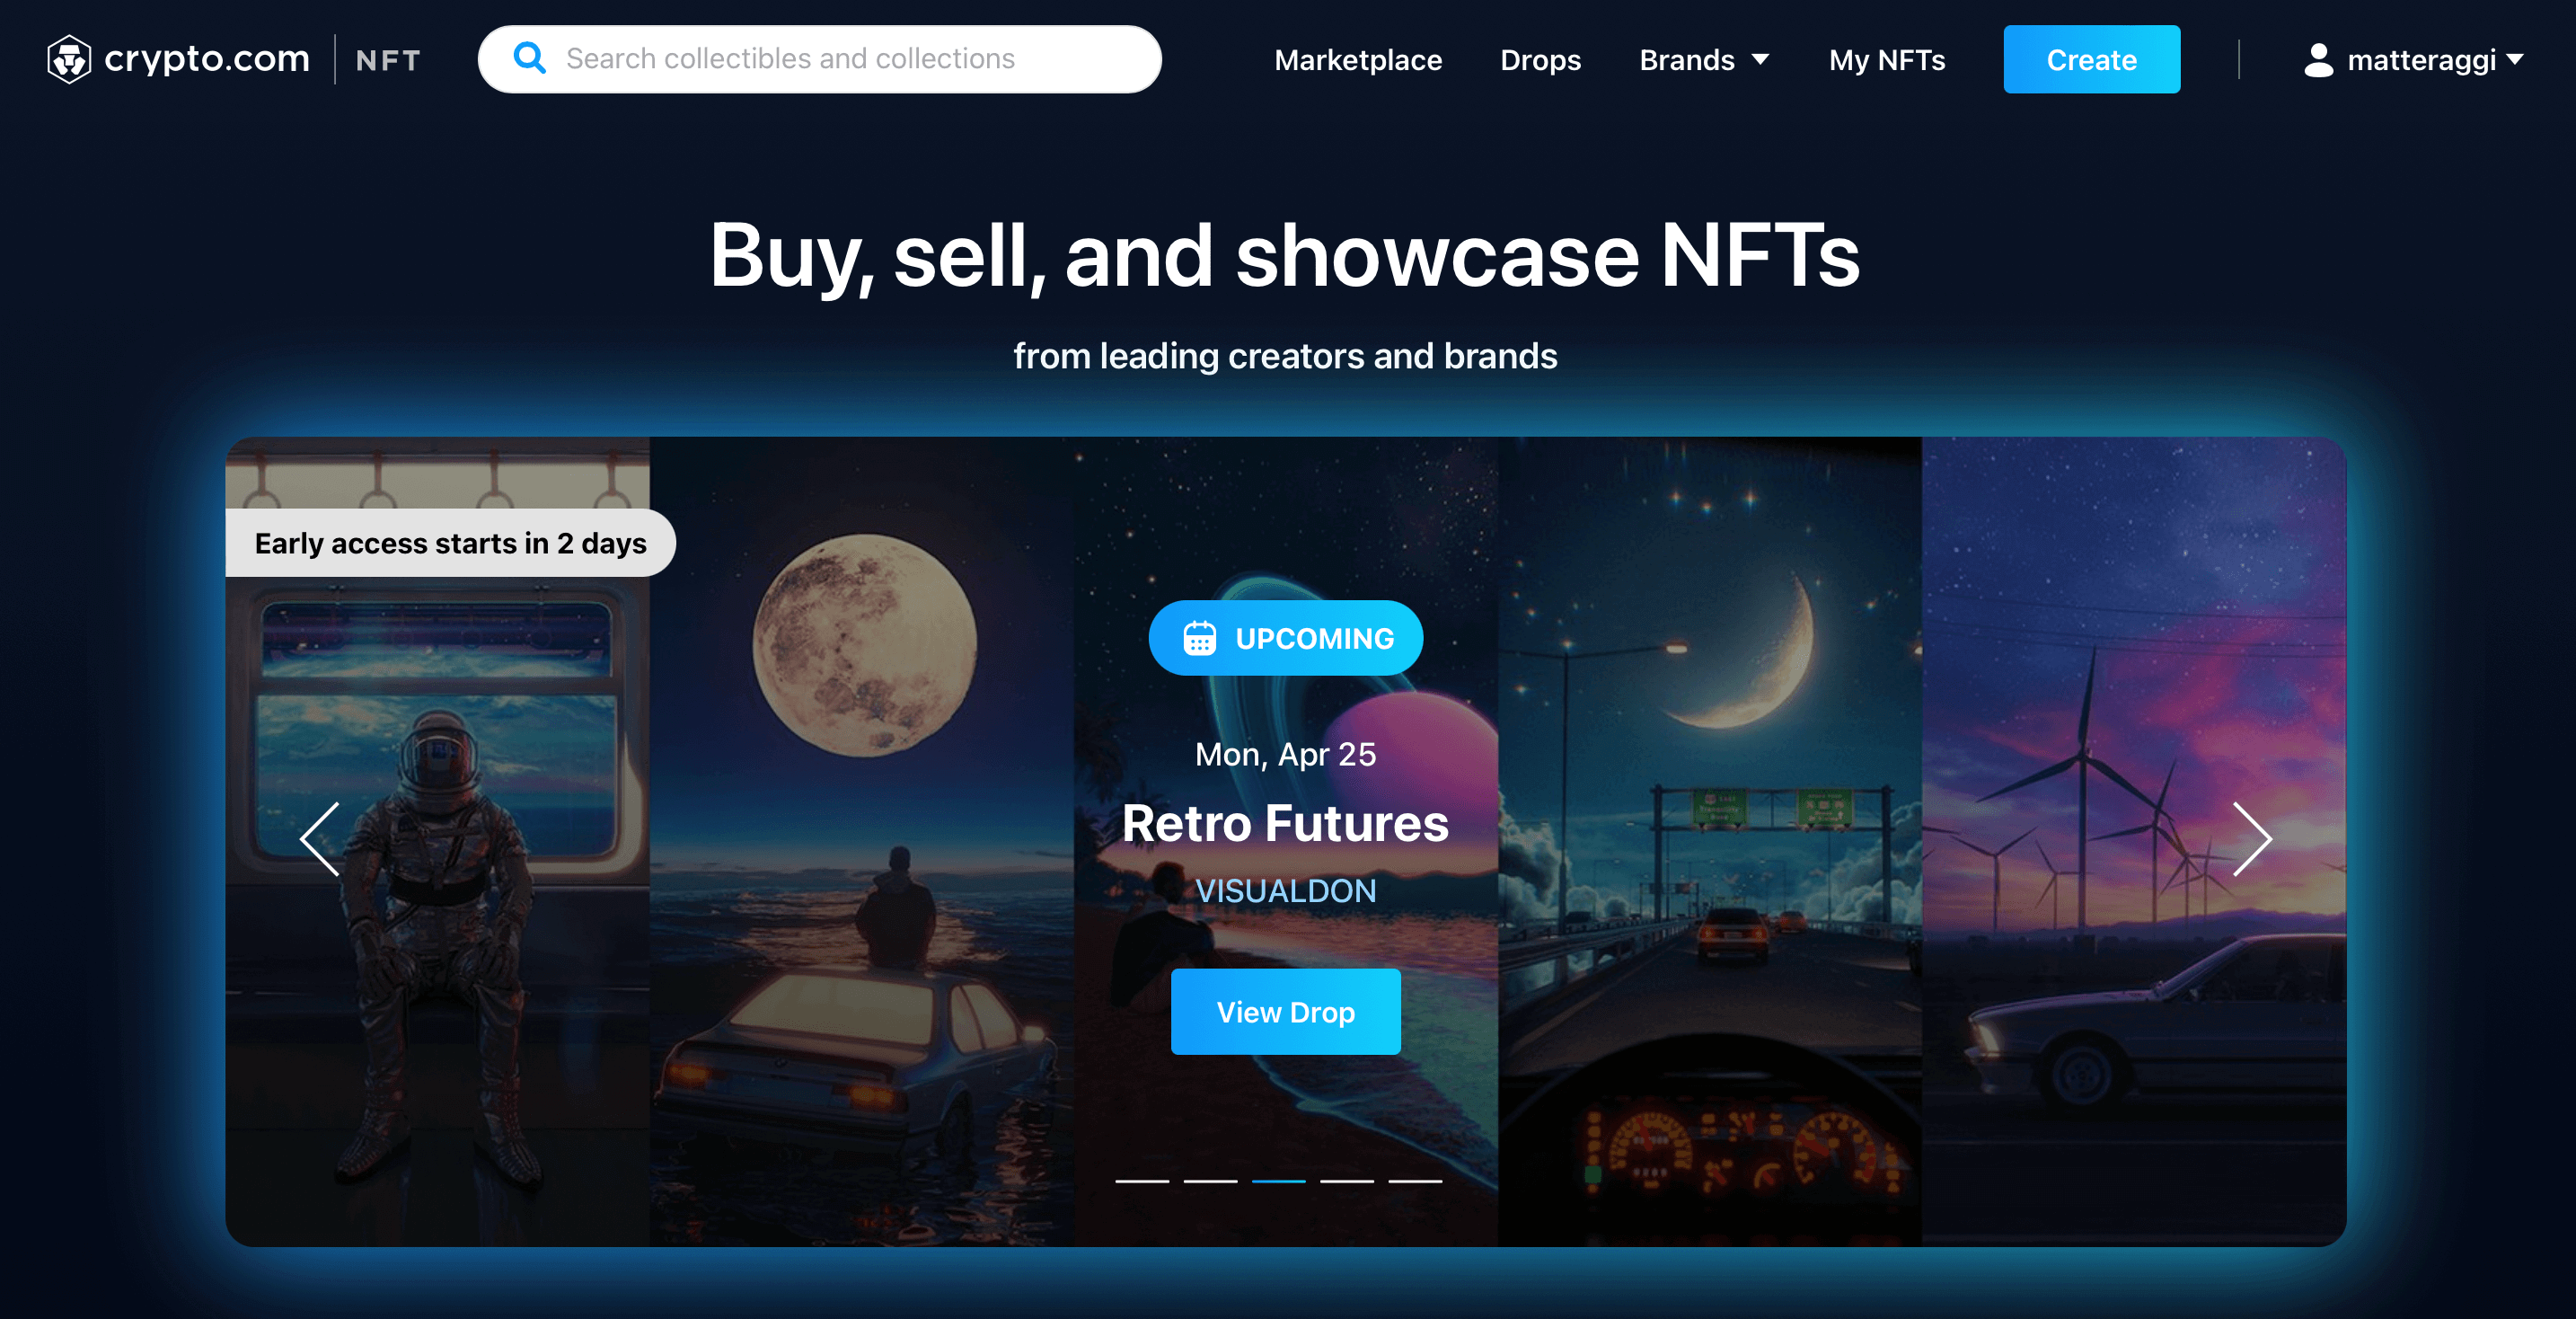 crypto.com | NFT
Search collectibles and collections
Marketplace
Drops
Brands
My NFTs
Create
matteraggi
Buy, sell, and showcase NFTs
from leading creators and brands
Early access starts in 2 days
UPCOMING
Mon, Apr 25
Retro Futures
VISUALDON
View Drop